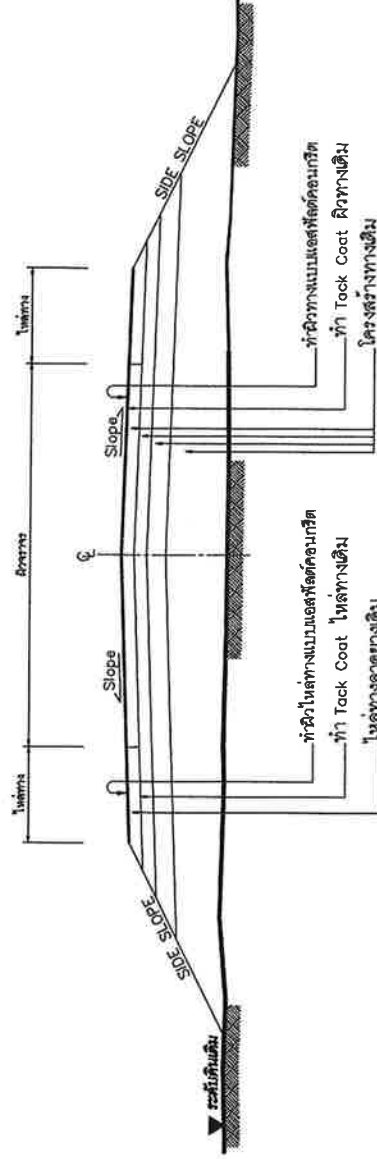 ไหล่ทาง
ผิวจราจร
ไหล่ทาง
℄
Slope
Slope
SIDE SLOPE
SIDE SLOPE
ระดับดินเดิม
ทำผิวไหล่ทางแบบแอสฟัลต์คอนกรีต
ทำ Tack Coat ไหล่ทางเดิม
ไหล่ทางลาดยางเดิม
ทำผิวทางแบบแอสฟัลต์คอนกรีต
ทำ Tack Coat ผิวทางเดิม
โครงสร้างทางเดิม